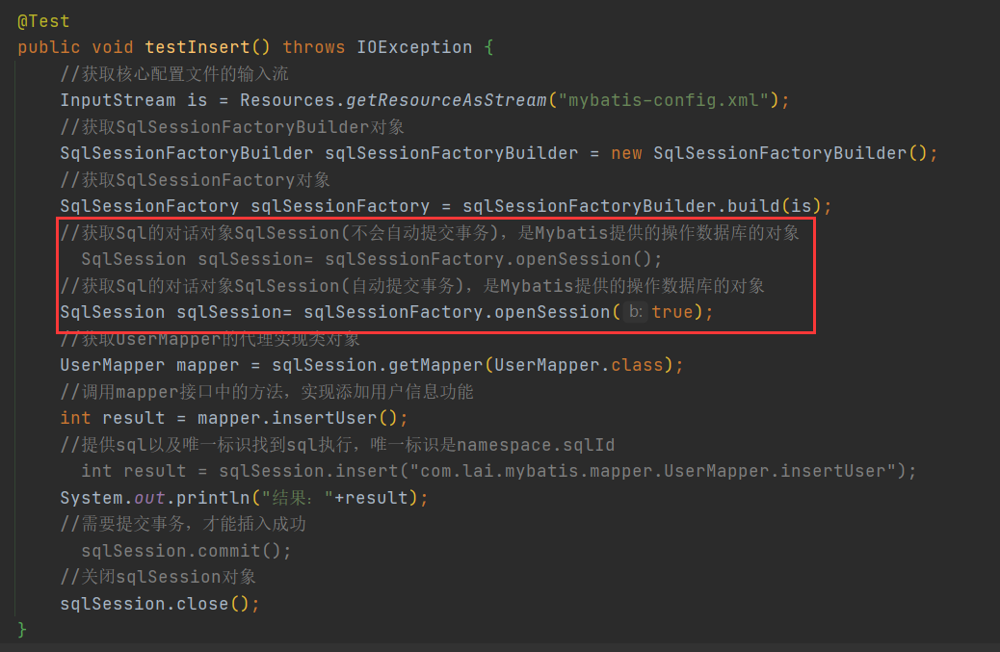 @Test
public void testInsert() throws IOException {
//获取核心配置文件的输入流
InputStream is = Resources.getResourceAsStream("mybatis-config.xml");
//获取SqlSessionFactoryBuilder对象
SqlSessionFactoryBuilder sqlSessionFactoryBuilder = new SqlSessionFactoryBuilder();
//获取SqlSessionFactory对象
SqlSessionFactory sqlSessionFactory = sqlSessionFactoryBuilder.build(is);
//获取Sql的对话对象SqlSession(不会自动提交事务),是Mybatis提供的操作数据库的对象
SqlSession sqlSession= sqlSessionFactory.openSession();
//获取Sql的对话对象SqlSession(自动提交事务),是Mybatis提供的操作数据库的对象
SqlSession sqlSession= sqlSessionFactory.openSession( b: true);
//获取UserMapper的代理实现类对象
UserMapper mapper = sqlSession.getMapper(UserMapper.class);
//调用mapper接口中的方法，实现添加用户信息功能
int result = mapper.insertUser();
//提供sql以及唯一标识找到sql执行，唯一标识是namespace.sqlId
int result = sqlSession.insert("com.lai.mybatis.mapper.UserMapper.insertUser");
System.out.println("结果："+result);
//需要提交事务，才能插入成功
sqlSession.commit();
//关闭sqlSession对象
sqlSession.close();
}